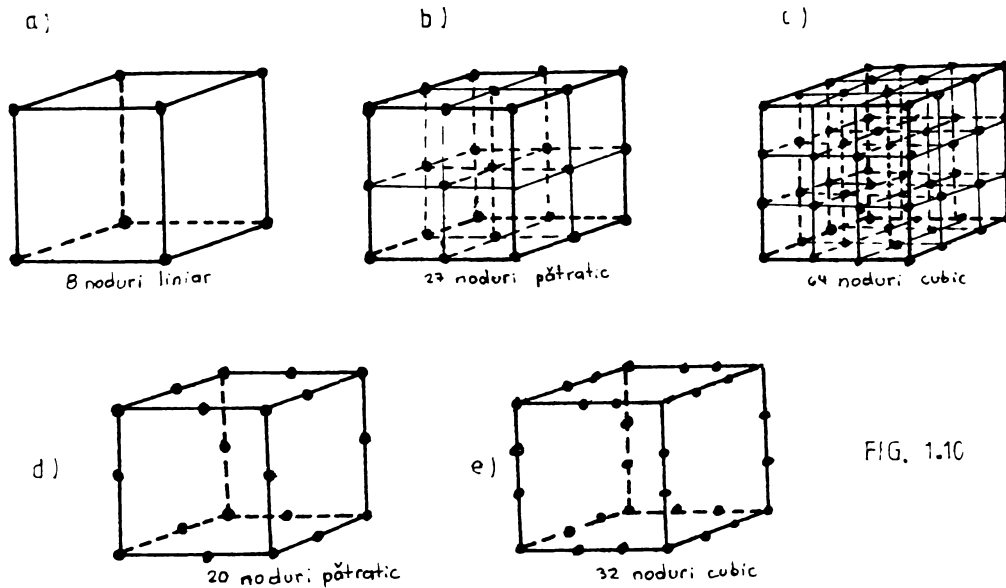 a)
b)
c)
8 noduri liniar
27 noduri pătratic
64 noduri cubic
d)
e)
FIG. 1.10
20 noduri pătratic
32 noduri cubic